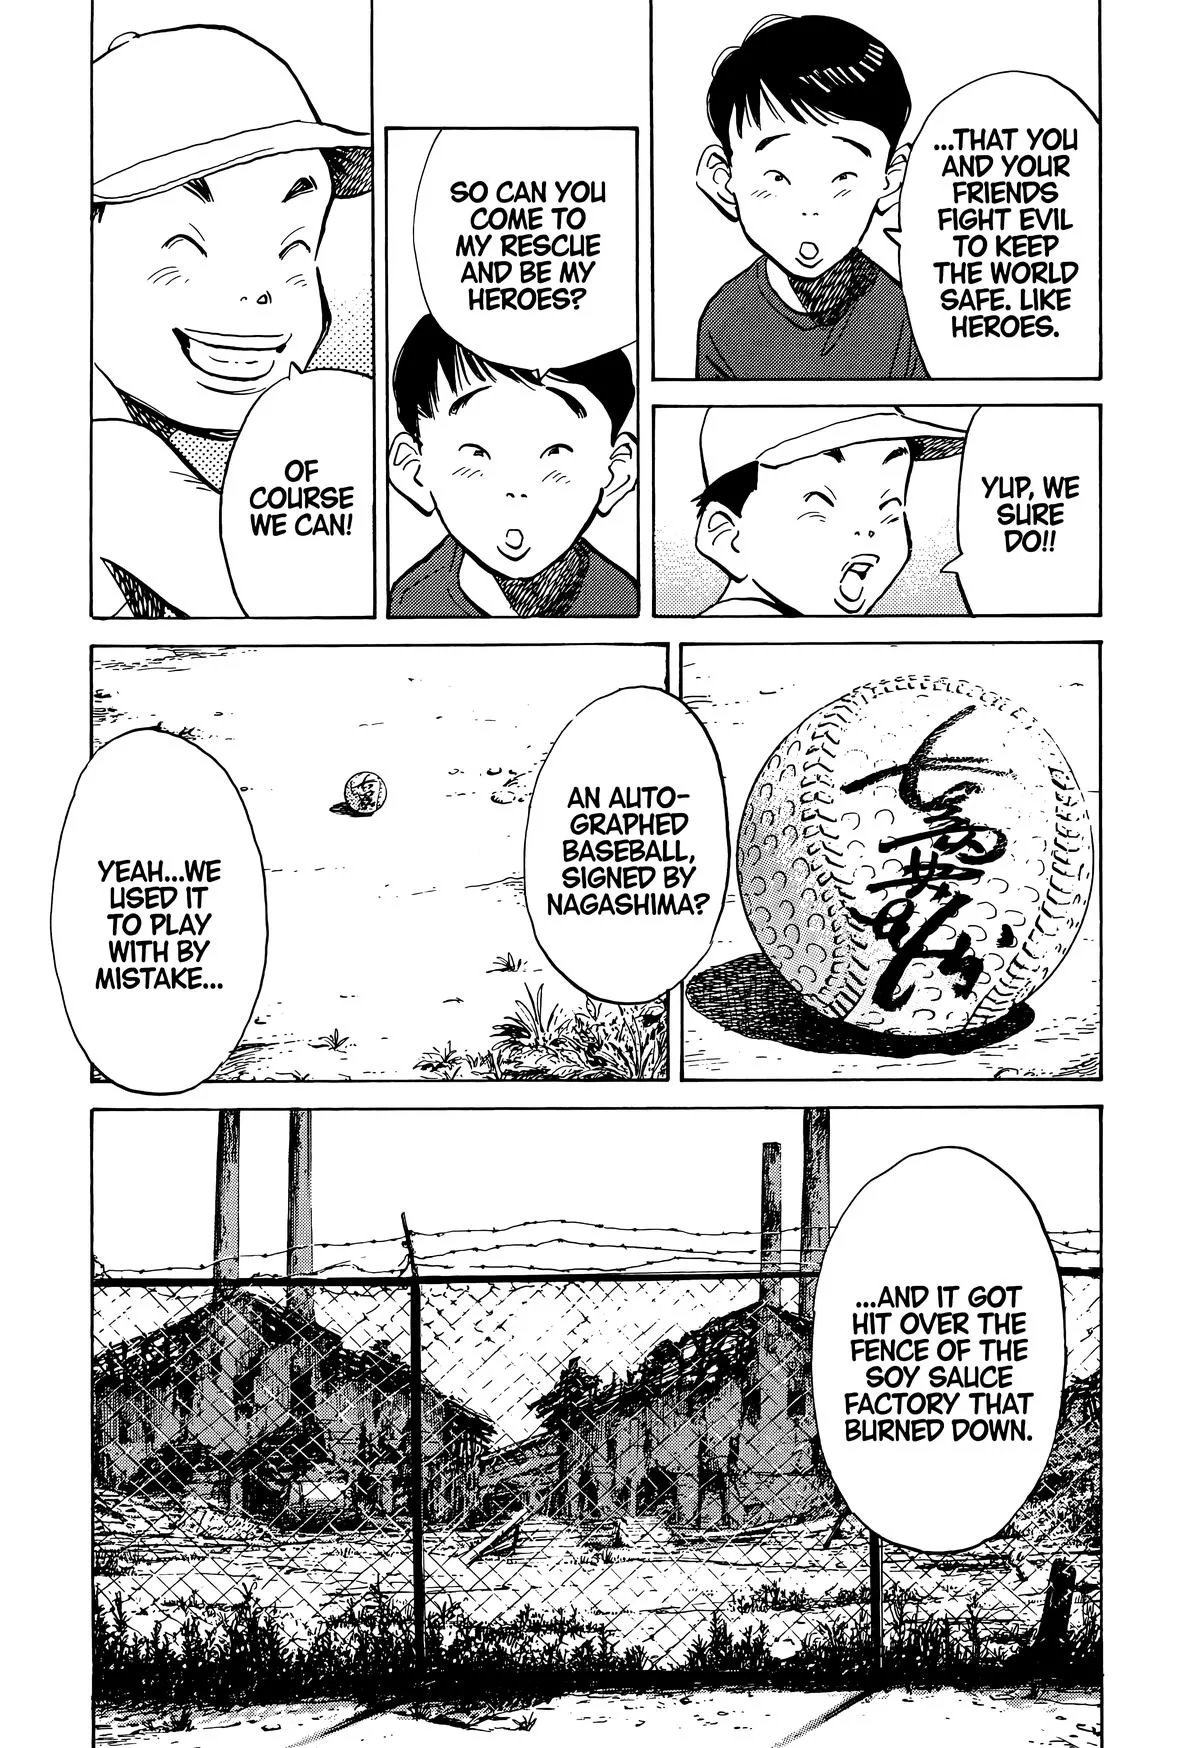 ...THAT YOU
AND YOUR
FRIENDS
FIGHT EVIL
TO KEEP
THE WORLD
SAFE. LIKE
HEROES.
YUP, WE
SURE
DO!!
SO CAN YOU
COME TO
MY RESCUE
AND BE MY
HEROES?
OF
COURSE
WE CAN!
AN AUTO-
GRAPHED
BASEBALL,
SIGNED BY
NAGASHIMA?
YEAH...WE
USED IT
TO PLAY
WITH BY
MISTAKE...
...AND IT GOT
HIT OVER THE
FENCE OF THE
SOY SAUCE
FACTORY THAT
BURNED DOWN.